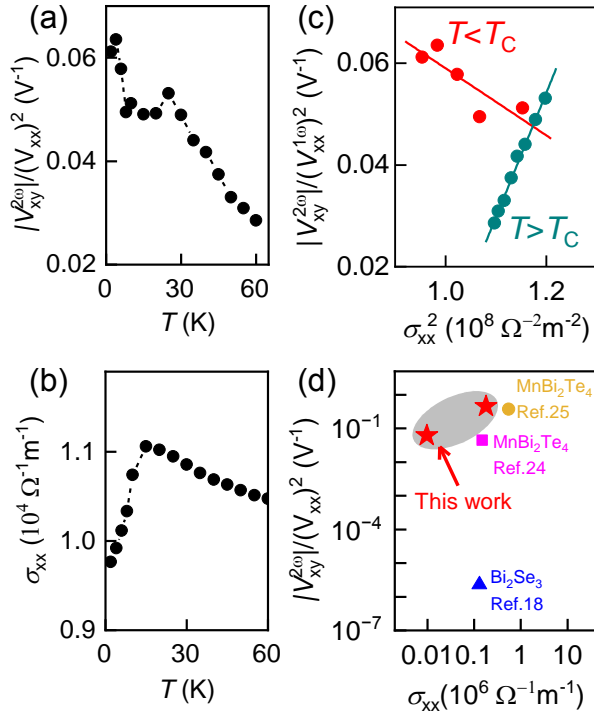 (a)
|V_xy^2ω|/(V_xx)^2 (V^-1)
0.06
0.04
0.02
0 30 60
T (K)
(c)
|V_xy^2ω|/(V_xx^1ω)^2 (V^-1)
0.06
0.04
0.02
T<T_C
T>T_C
1.0 1.2
σ_xx^2 (10^8 Ω^-2m^-2)
(b)
σ_xx (10^4 Ω^-1m^-1)
1.1
1.0
0.9
0 30 60
T (K)
(d)
|V_xy^2ω|/(V_xx)^2 (V^-1)
10^-1
10^-4
10^-7
MnBi₂Te₄
Ref.25
MnBi₂Te₄
Ref.24
This work
Bi₂Se₃
Ref.18
0.01 0.1 1 10
σ_xx(10^6 Ω^-1m^-1)